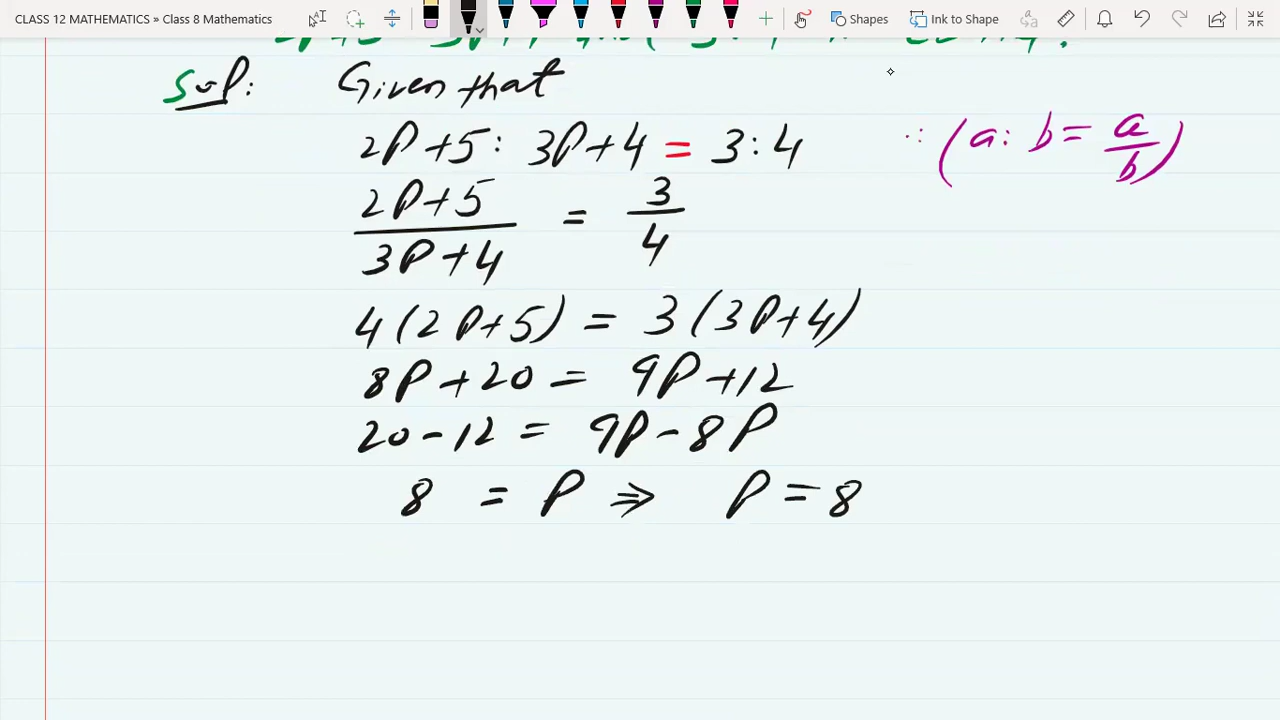 CLASS 12 MATHEMATICS » Class 8 Mathematics Shapes Ink to Shape
Sol: Given that
2P+5 : 3P+4 = 3:4 ∵ (a:b = a/b)
2P+5/3P+4 = 3/4
4(2P+5) = 3(3P+4)
8P+20 = 9P+12
20-12 = 9P-8P
8 = P ⇒ P = 8